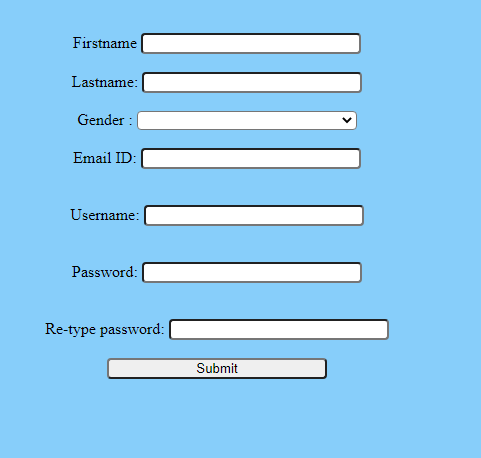 Firstname
Lastname:
Gender :
Email ID:
Username:
Password:
Re-type password:
Submit